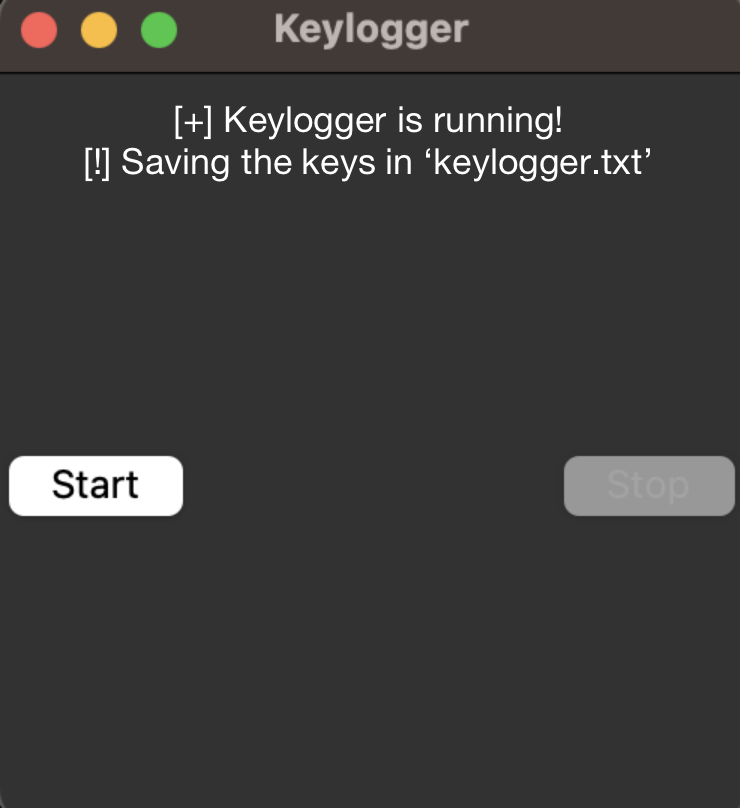 Keylogger
[+] Keylogger is running!
[!] Saving the keys in ‘keylogger.txt’
Start
Stop